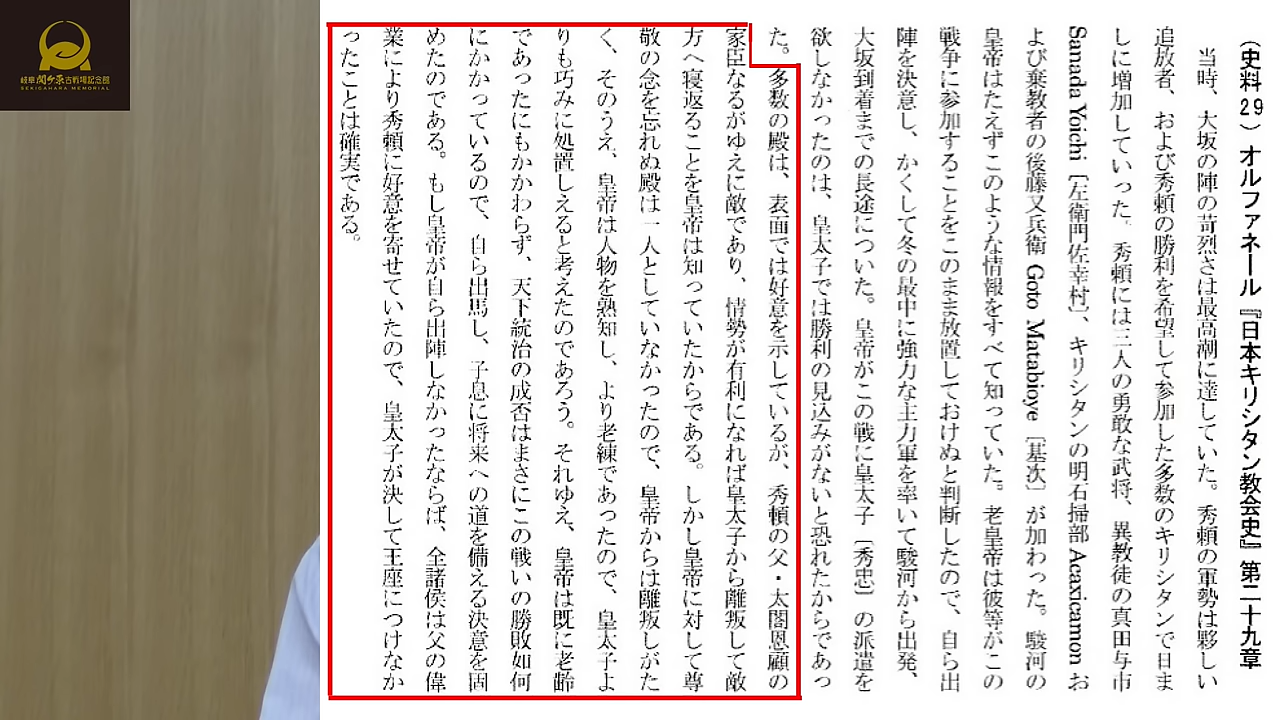 岐阜関ケ原古戦場記念館
SEKIGAHARA MEMORIAL
（史料29）オルファネール『日本キリシタン教会史』第二十九章
当時、大坂の陣の苛烈さは最高潮に達していた。秀頼の軍勢は夥しい
追放者、および秀頼の勝利を希望して参加した多数のキリシタンで日ま
しに増加していった。秀頼には三人の勇敢な武将、異教徒の真田与市
Sanada Yoichi［左衛門佐幸村］、キリシタンの明石掃部 Acaxicamon お
よび棄教者の後藤又兵衛 Goto Matabioye［基次］が加わった。駿河の
皇帝はたえずこのような情報をすべて知っていた。老皇帝は彼等がこの
戦争に参加することをこのまま放置しておけぬと判断したので、自ら出
陣を決意し、かくして冬の最中に強力な主力軍を率いて駿河から出発、
大坂到着までの長途についた。皇帝がこの戦に皇太子［秀忠］の派遣を
欲しなかったのは、皇太子では勝利の見込みがないと恐れたからであっ
た。多数の殿は、表面では好意を示しているが、秀頼の父・太閤恩顧の
家臣なるがゆえに敵であり、情勢が有利になれば皇太子から離叛して敵
方へ寝返ることを皇帝は知っていたからである。しかし皇帝に対して尊
敬の念を忘れぬ殿は一人としていなかったので、皇帝からは離叛しがた
く、そのうえ、皇帝は人物を熟知し、より老練であったので、皇太子よ
りも巧みに処置しえると考えたのであろう。それゆえ、皇帝は既に老齢
であったにもかかわらず、天下統治の成否はまさにこの戦いの勝敗如何
にかかっているので、自ら出馬し、子息に将来への道を備える決意を固
めたのである。もし皇帝が自ら出陣しなかったならば、全諸侯は父の偉
業により秀頼に好意を寄せていたので、皇太子が決して王座につけなか
ったことは確実である。